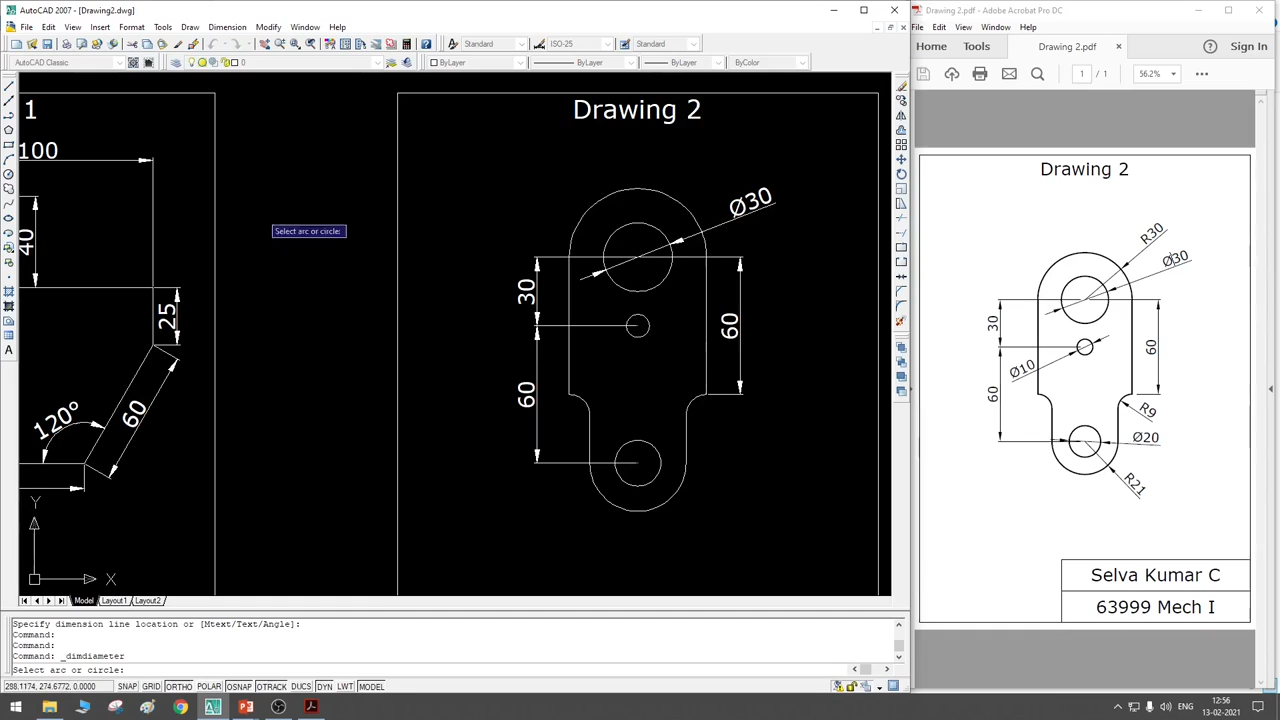 AutoCAD 2007 - [Drawing2.dwg]
File Edit View Insert Format Tools Draw Dimension Modify Window Help
Standard ISO-25 Standard
AutoCAD Classic 0 ByLayer ByLayer ByLayer ByColor
1
100
40
25
120°
60
Drawing 2
Ø30
30
60
60
Select arc or circle:
Y
X
A
Model Layout1 Layout2
Specify dimension line location or [Mtext/Text/Angle]:
Command:
Command:
Command: _dimdiameter
Select arc or circle:
288.1174, 274.6772, 0.0000 SNAP GRID ORTHO POLAR OSNAP OTRACK DUCS DYN LWT MODEL
Drawing 2.pdf - Adobe Acrobat Pro DC
File Edit View Window Help
Home Tools Drawing 2.pdf × ? Sign In
1 / 1 56.2%
Drawing 2
R30
Ø30
30
60
Ø10
60
R9
Ø20
R21
Selva Kumar C
63999 Mech I
ENG
12:56
13-02-2021